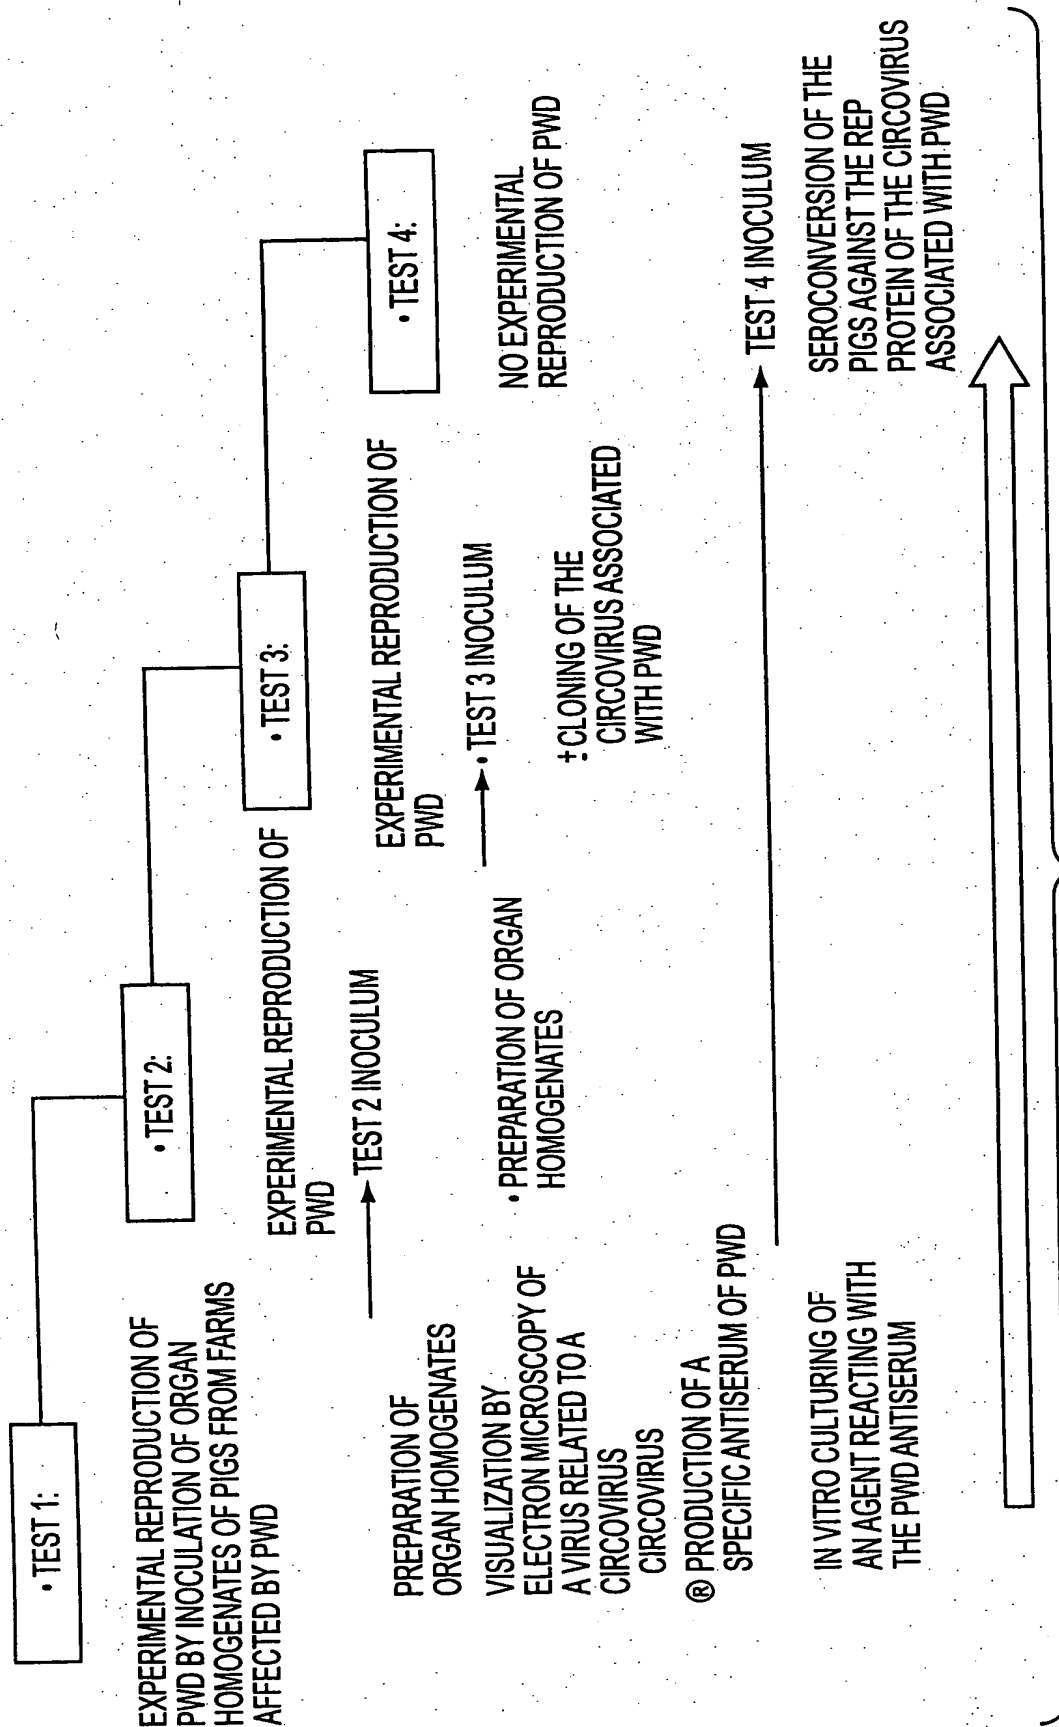 • TEST 1:
EXPERIMENTAL REPRODUCTION OF
PWD BY INOCULATION OF ORGAN
HOMOGENATES OF PIGS FROM FARMS
AFFECTED BY PWD
PREPARATION OF
ORGAN HOMOGENATES
VISUALIZATION BY
ELECTRON MICROSCOPY OF
A VIRUS RELATED TO A
CIRCOVIRUS
CIRCOVIRUS
® PRODUCTION OF A
SPECIFIC ANTISERUM OF PWD
IN VITRO CULTURING OF
AN AGENT REACTING WITH
THE PWD ANTISERUM
• TEST 2:
EXPERIMENTAL REPRODUCTION OF
PWD
TEST 2 INOCULUM
• PREPARATION OF ORGAN
HOMOGENATES
• TEST 3:
EXPERIMENTAL REPRODUCTION OF
PWD
• TEST 3 INOCULUM
‡ CLONING OF THE
CIRCOVIRUS ASSOCIATED
WITH PWD
• TEST 4:
NO EXPERIMENTAL
REPRODUCTION OF PWD
TEST 4 INOCULUM
SEROCONVERSION OF THE
PIGS AGAINST THE REP
PROTEIN OF THE CIRCOVIRUS
ASSOCIATED WITH PWD